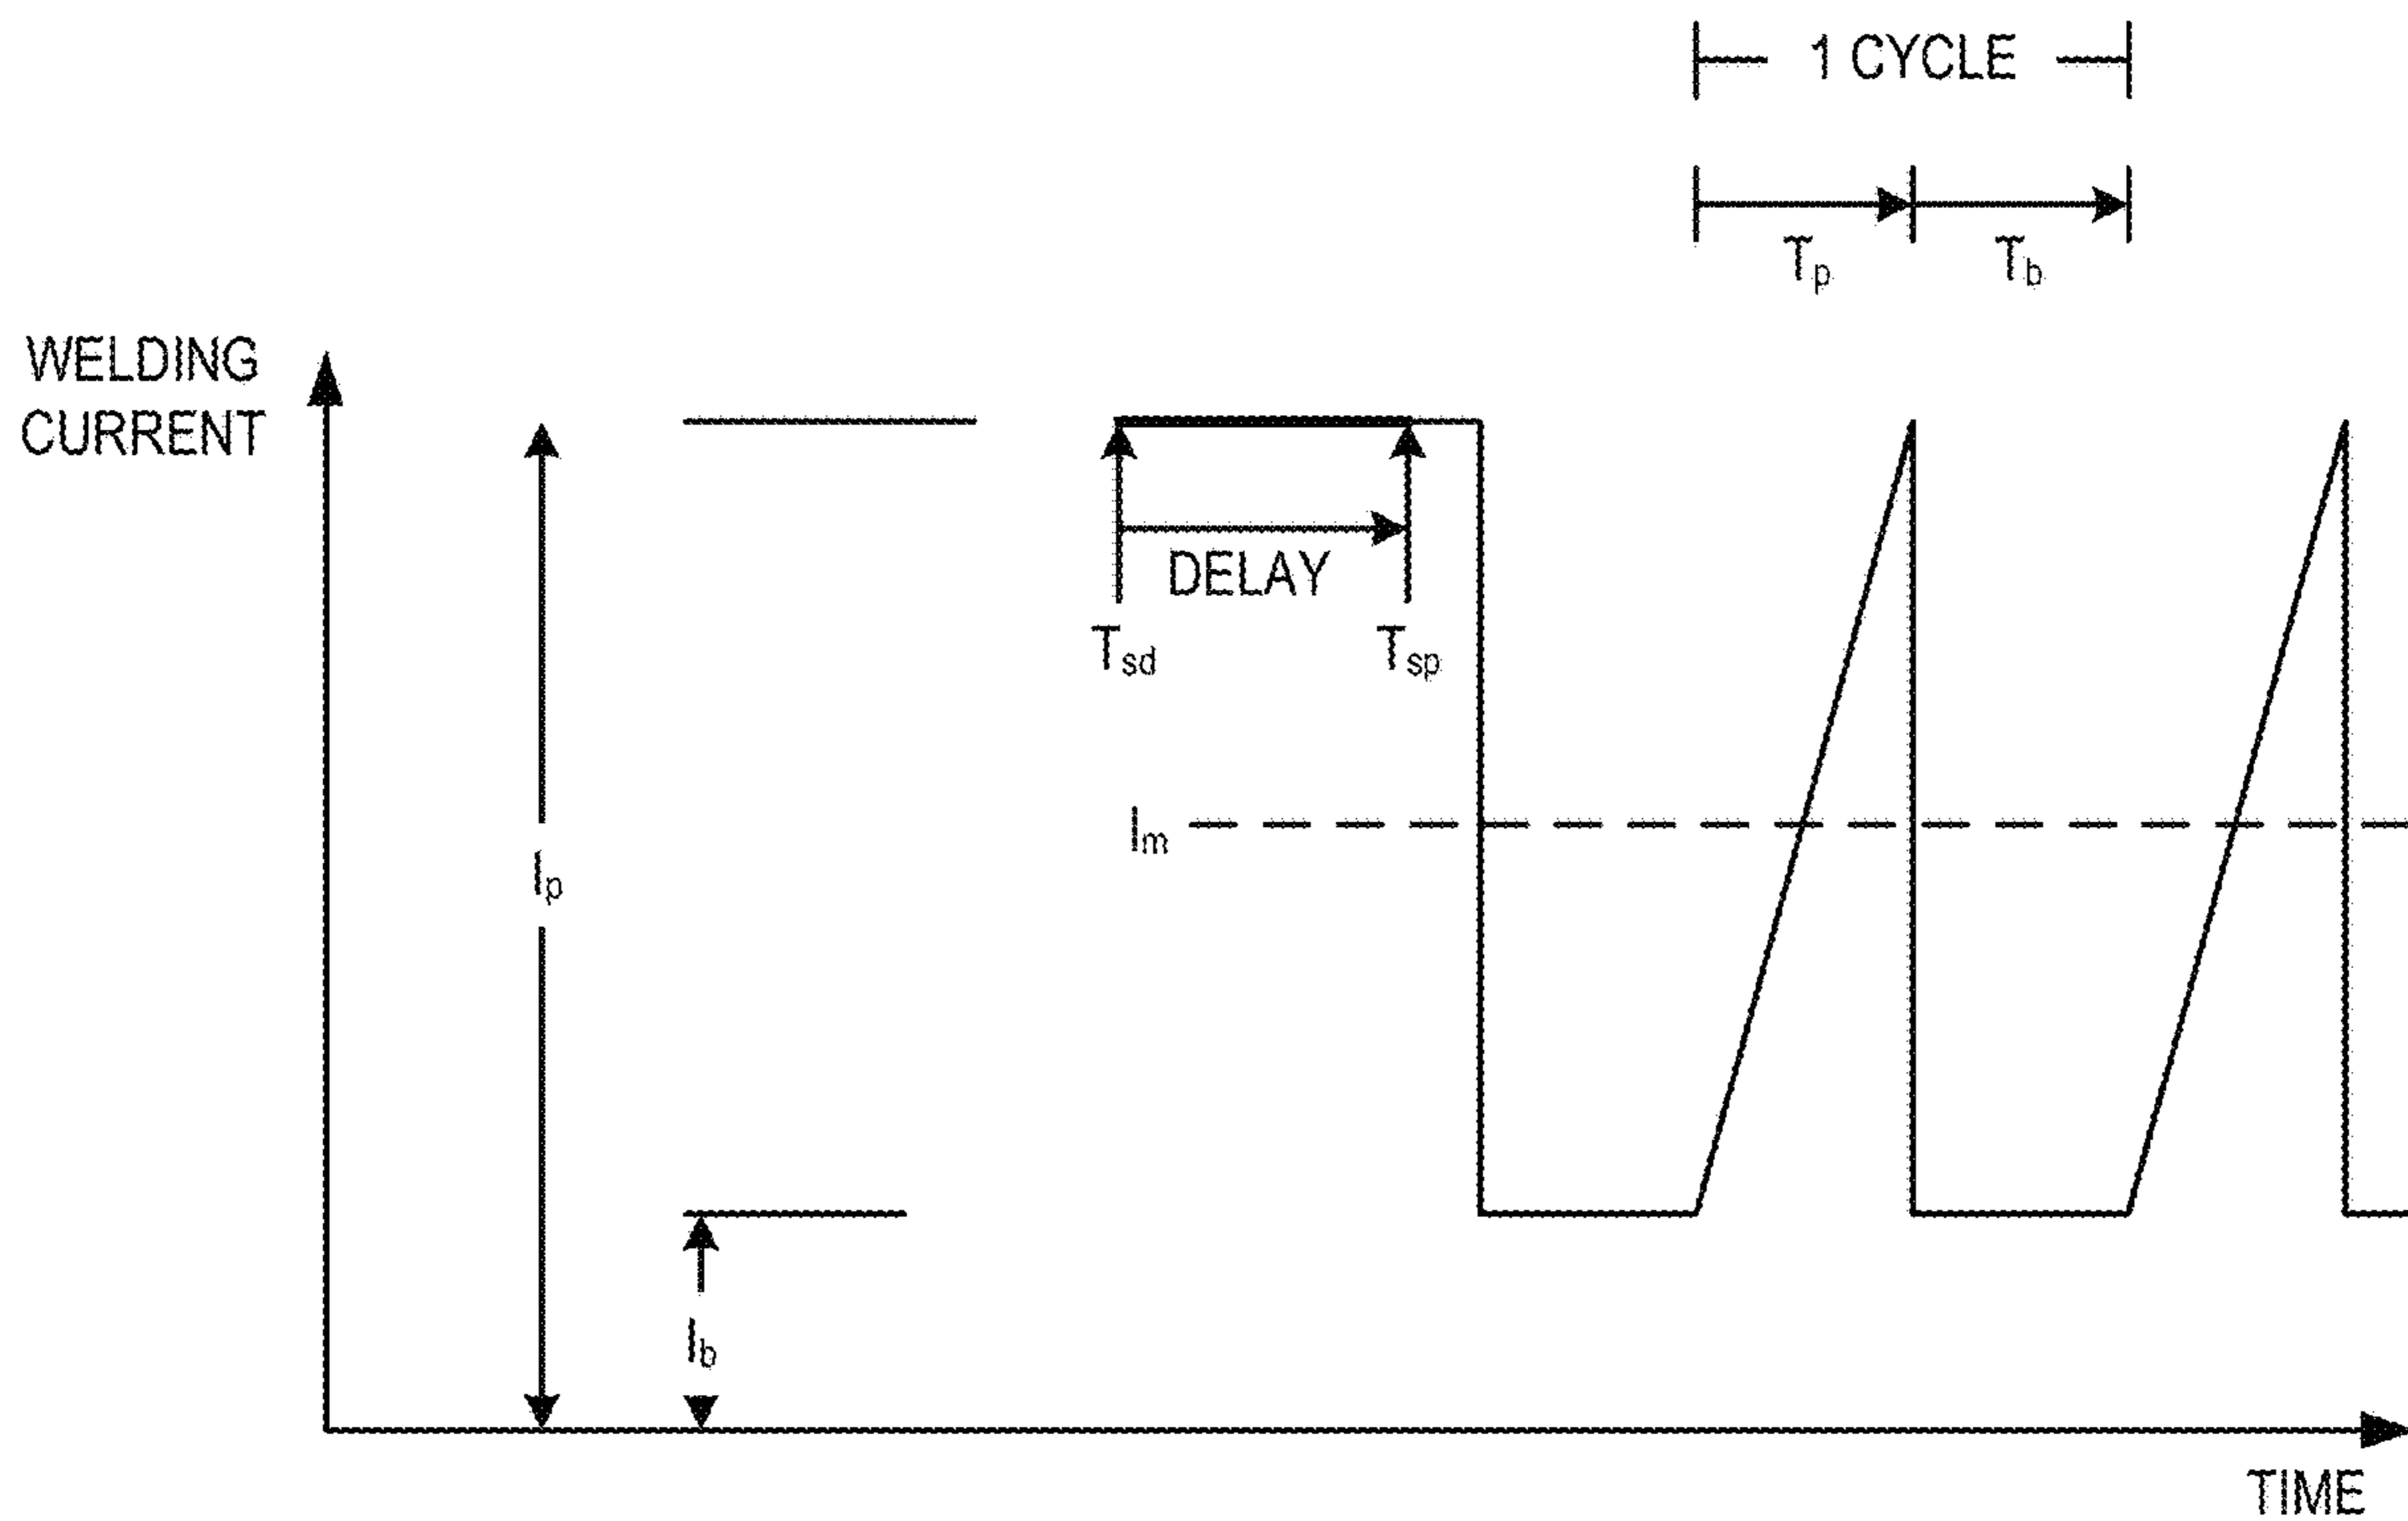 1 CYCLE
Tp Tb
WELDING
CURRENT
DELAY
Tsd Tsp
Im
Ip
Ib
TIME